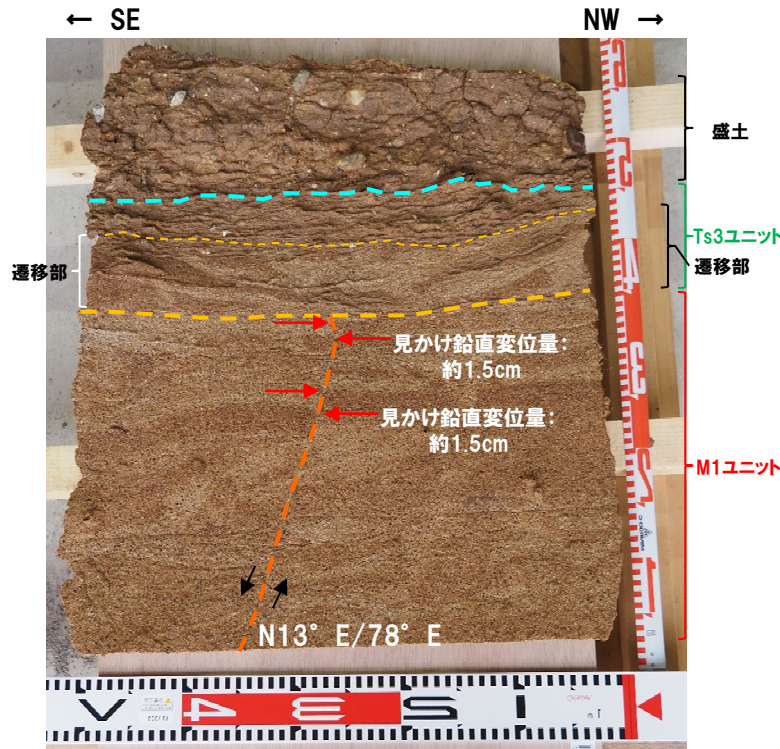 ← SE
NW →
盛土
Ts3ユニット
遷移部
遷移部
見かけ鉛直変位量：
約1.5cm
見かけ鉛直変位量：
約1.5cm
M1ユニット
N13°E/78°E
1m